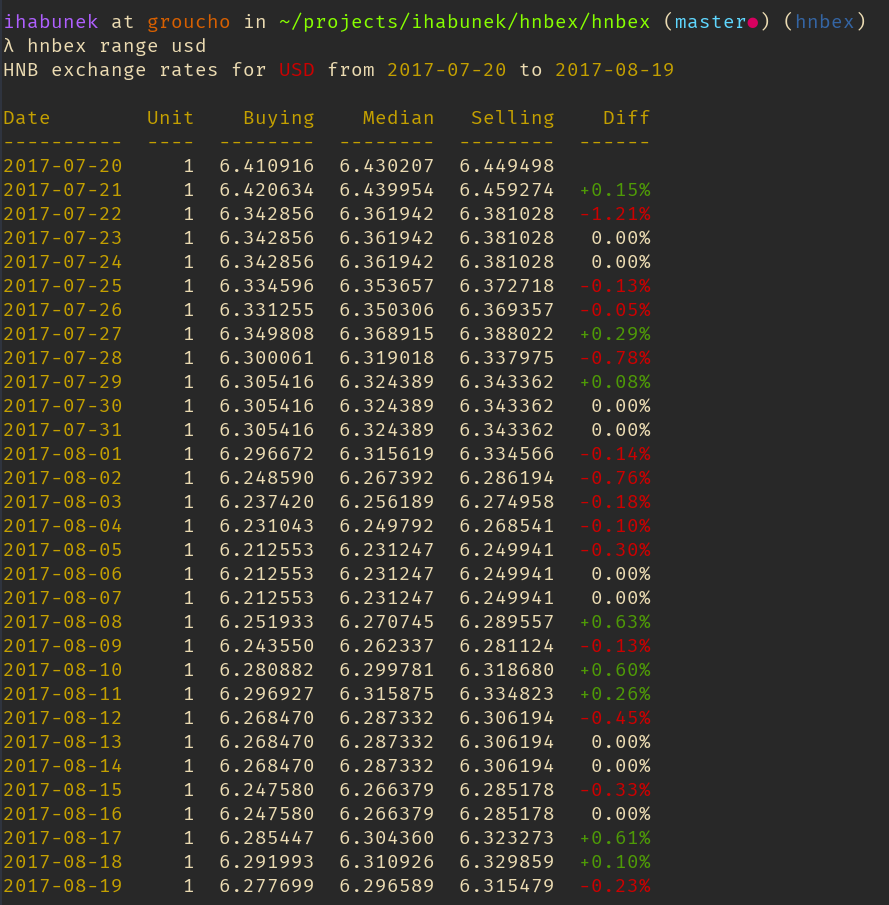 ihabunek at groucho in ~/projects/ihabunek/hnbex/hnbex (master●) (hnbex)
λ hnbex range usd
HNB exchange rates for USD from 2017-07-20 to 2017-08-19
Date        Unit    Buying    Median   Selling    Diff
----------  ----  --------  --------  --------  ------
2017-07-20     1  6.410916  6.430207  6.449498
2017-07-21     1  6.420634  6.439954  6.459274  +0.15%
2017-07-22     1  6.342856  6.361942  6.381028  -1.21%
2017-07-23     1  6.342856  6.361942  6.381028   0.00%
2017-07-24     1  6.342856  6.361942  6.381028   0.00%
2017-07-25     1  6.334596  6.353657  6.372718  -0.13%
2017-07-26     1  6.331255  6.350306  6.369357  -0.05%
2017-07-27     1  6.349808  6.368915  6.388022  +0.29%
2017-07-28     1  6.300061  6.319018  6.337975  -0.78%
2017-07-29     1  6.305416  6.324389  6.343362  +0.08%
2017-07-30     1  6.305416  6.324389  6.343362   0.00%
2017-07-31     1  6.305416  6.324389  6.343362   0.00%
2017-08-01     1  6.296672  6.315619  6.334566  -0.14%
2017-08-02     1  6.248590  6.267392  6.286194  -0.76%
2017-08-03     1  6.237420  6.256189  6.274958  -0.18%
2017-08-04     1  6.231043  6.249792  6.268541  -0.10%
2017-08-05     1  6.212553  6.231247  6.249941  -0.30%
2017-08-06     1  6.212553  6.231247  6.249941   0.00%
2017-08-07     1  6.212553  6.231247  6.249941   0.00%
2017-08-08     1  6.251933  6.270745  6.289557  +0.63%
2017-08-09     1  6.243550  6.262337  6.281124  -0.13%
2017-08-10     1  6.280882  6.299781  6.318680  +0.60%
2017-08-11     1  6.296927  6.315875  6.334823  +0.26%
2017-08-12     1  6.268470  6.287332  6.306194  -0.45%
2017-08-13     1  6.268470  6.287332  6.306194   0.00%
2017-08-14     1  6.268470  6.287332  6.306194   0.00%
2017-08-15     1  6.247580  6.266379  6.285178  -0.33%
2017-08-16     1  6.247580  6.266379  6.285178   0.00%
2017-08-17     1  6.285447  6.304360  6.323273  +0.61%
2017-08-18     1  6.291993  6.310926  6.329859  +0.10%
2017-08-19     1  6.277699  6.296589  6.315479  -0.23%